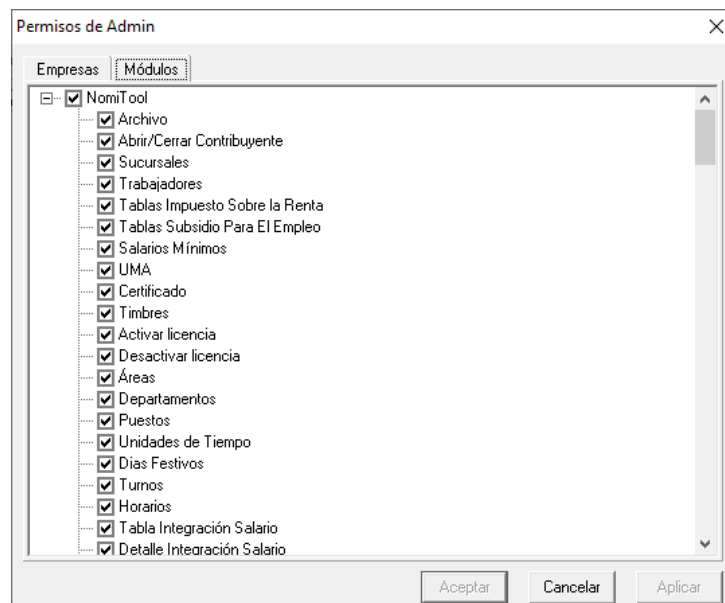 Permisos de Admin
Empresas Módulos
NomiTool
Archivo
Abrir/Cerrar Contribuyente
Sucursales
Trabajadores
Tablas Impuesto Sobre la Renta
Tablas Subsidio Para El Empleo
Salarios Mínimos
UMA
Certificado
Timbres
Activar licencia
Desactivar licencia
Áreas
Departamentos
Puestos
Unidades de Tiempo
Dias Festivos
Turnos
Horarios
Tabla Integración Salario
Detalle Integración Salario
Aceptar Cancelar Aplicar